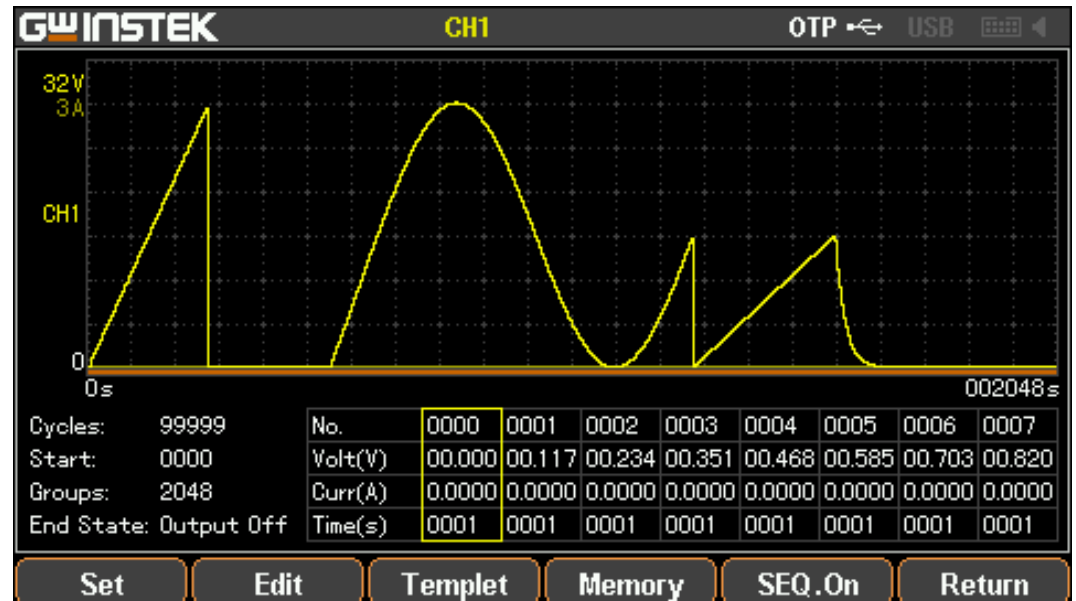 GWINSTEK CH1 OTP USB
32V
3A
CH1
0
0s 002048s
Cycles: 99999 No. 0000 0001 0002 0003 0004 0005 0006 0007
Start: 0000 Volt(V) 00.000 00.117 00.234 00.351 00.468 00.585 00.703 00.820
Groups: 2048 Curr(A) 0.0000 0.0000 0.0000 0.0000 0.0000 0.0000 0.0000 0.0000
End State: Output Off Time(s) 0001 0001 0001 0001 0001 0001 0001 0001
Set Edit Templet Memory SEQ.On Return